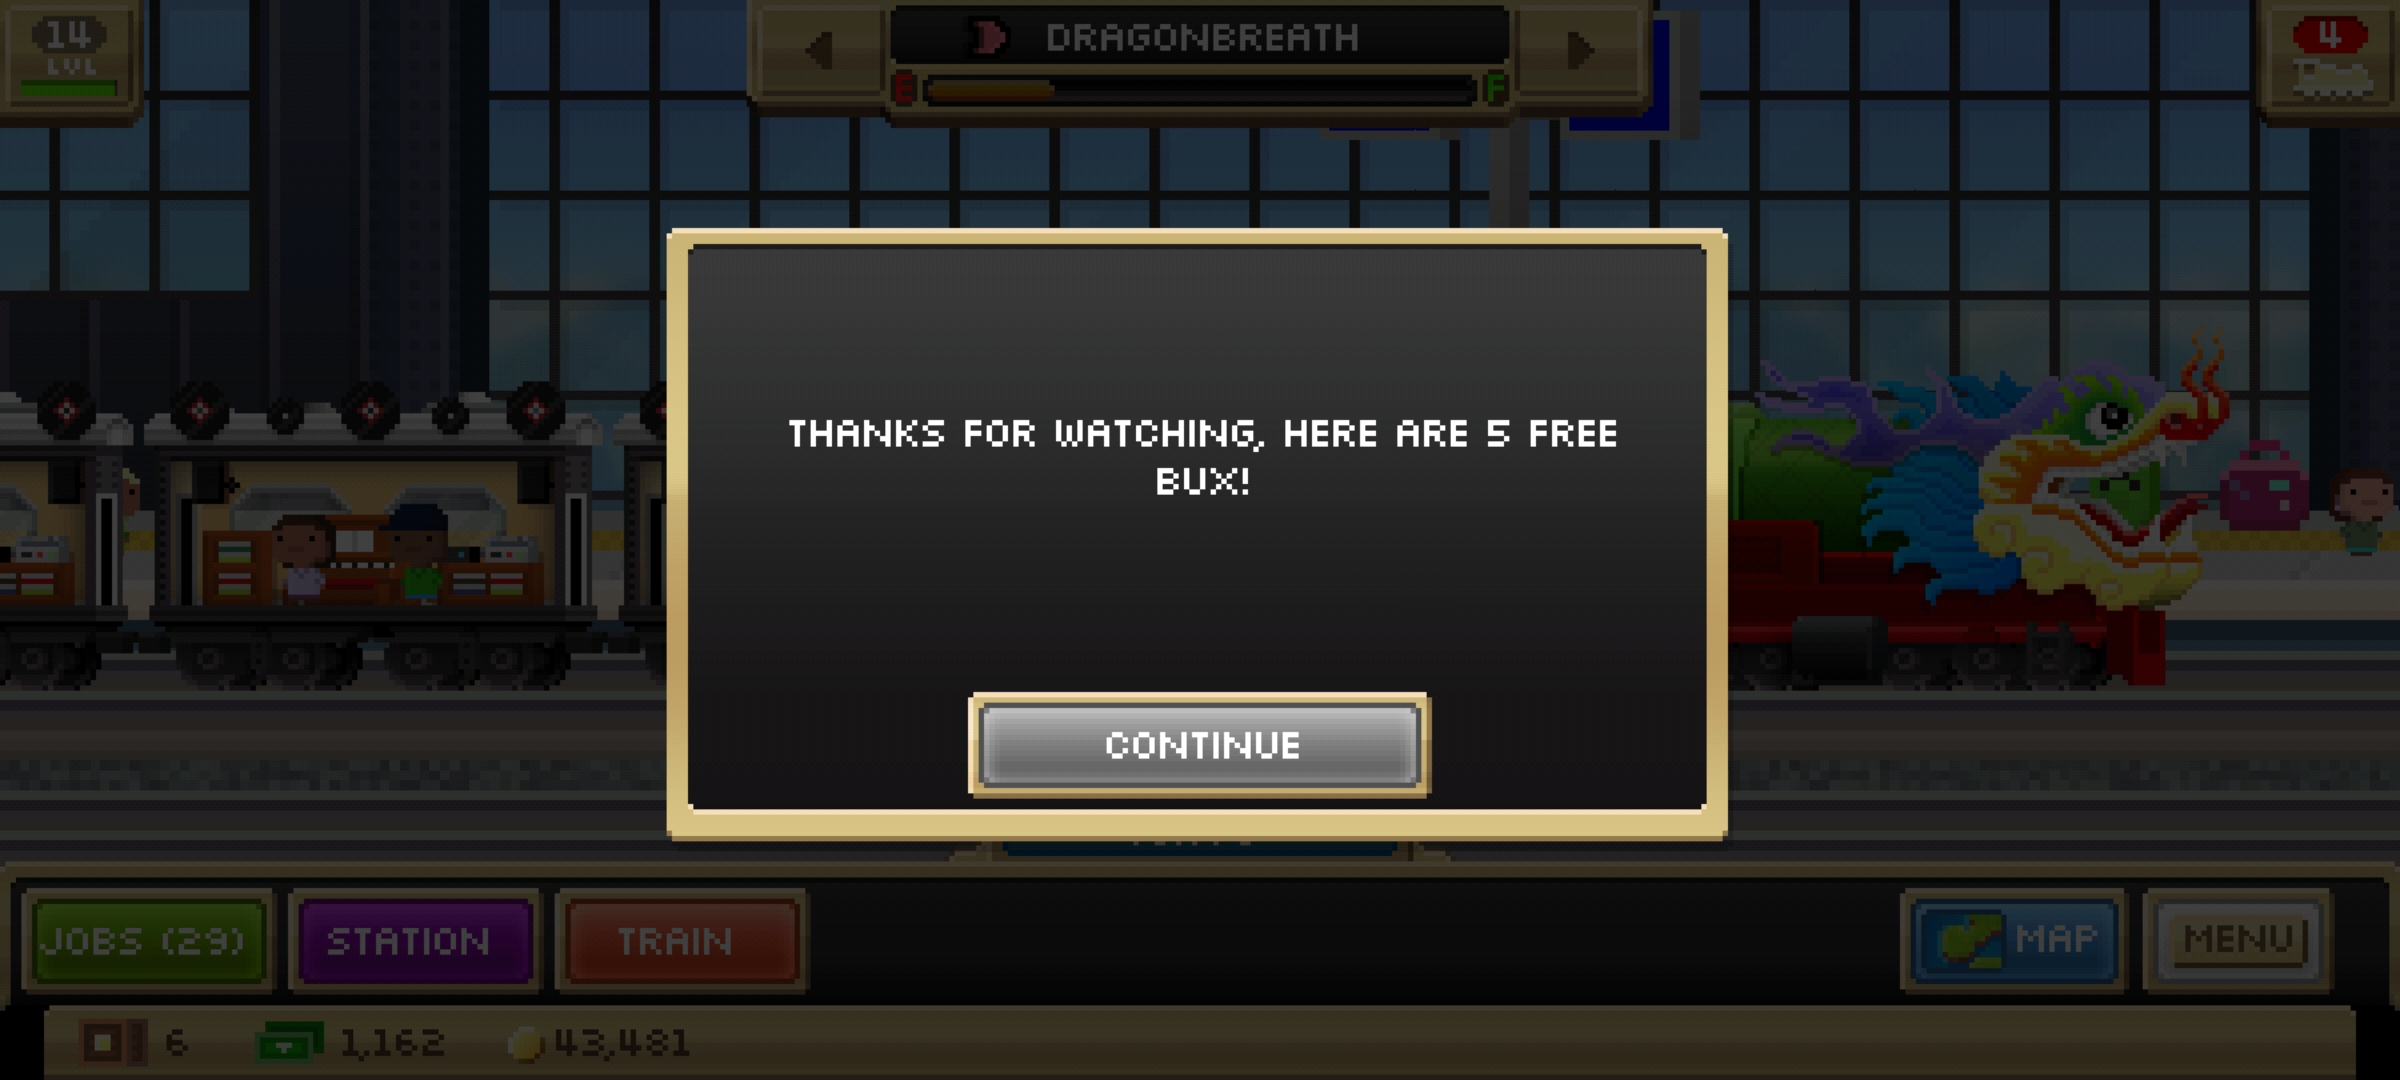 14
LVL
DRAGONBREATH
4
E
F
THANKS FOR WATCHING, HERE ARE 5 FREE
BUX!
CONTINUE
JOBS (29)
STATION
TRAIN
MAP
MENU
6
1,162
43,481